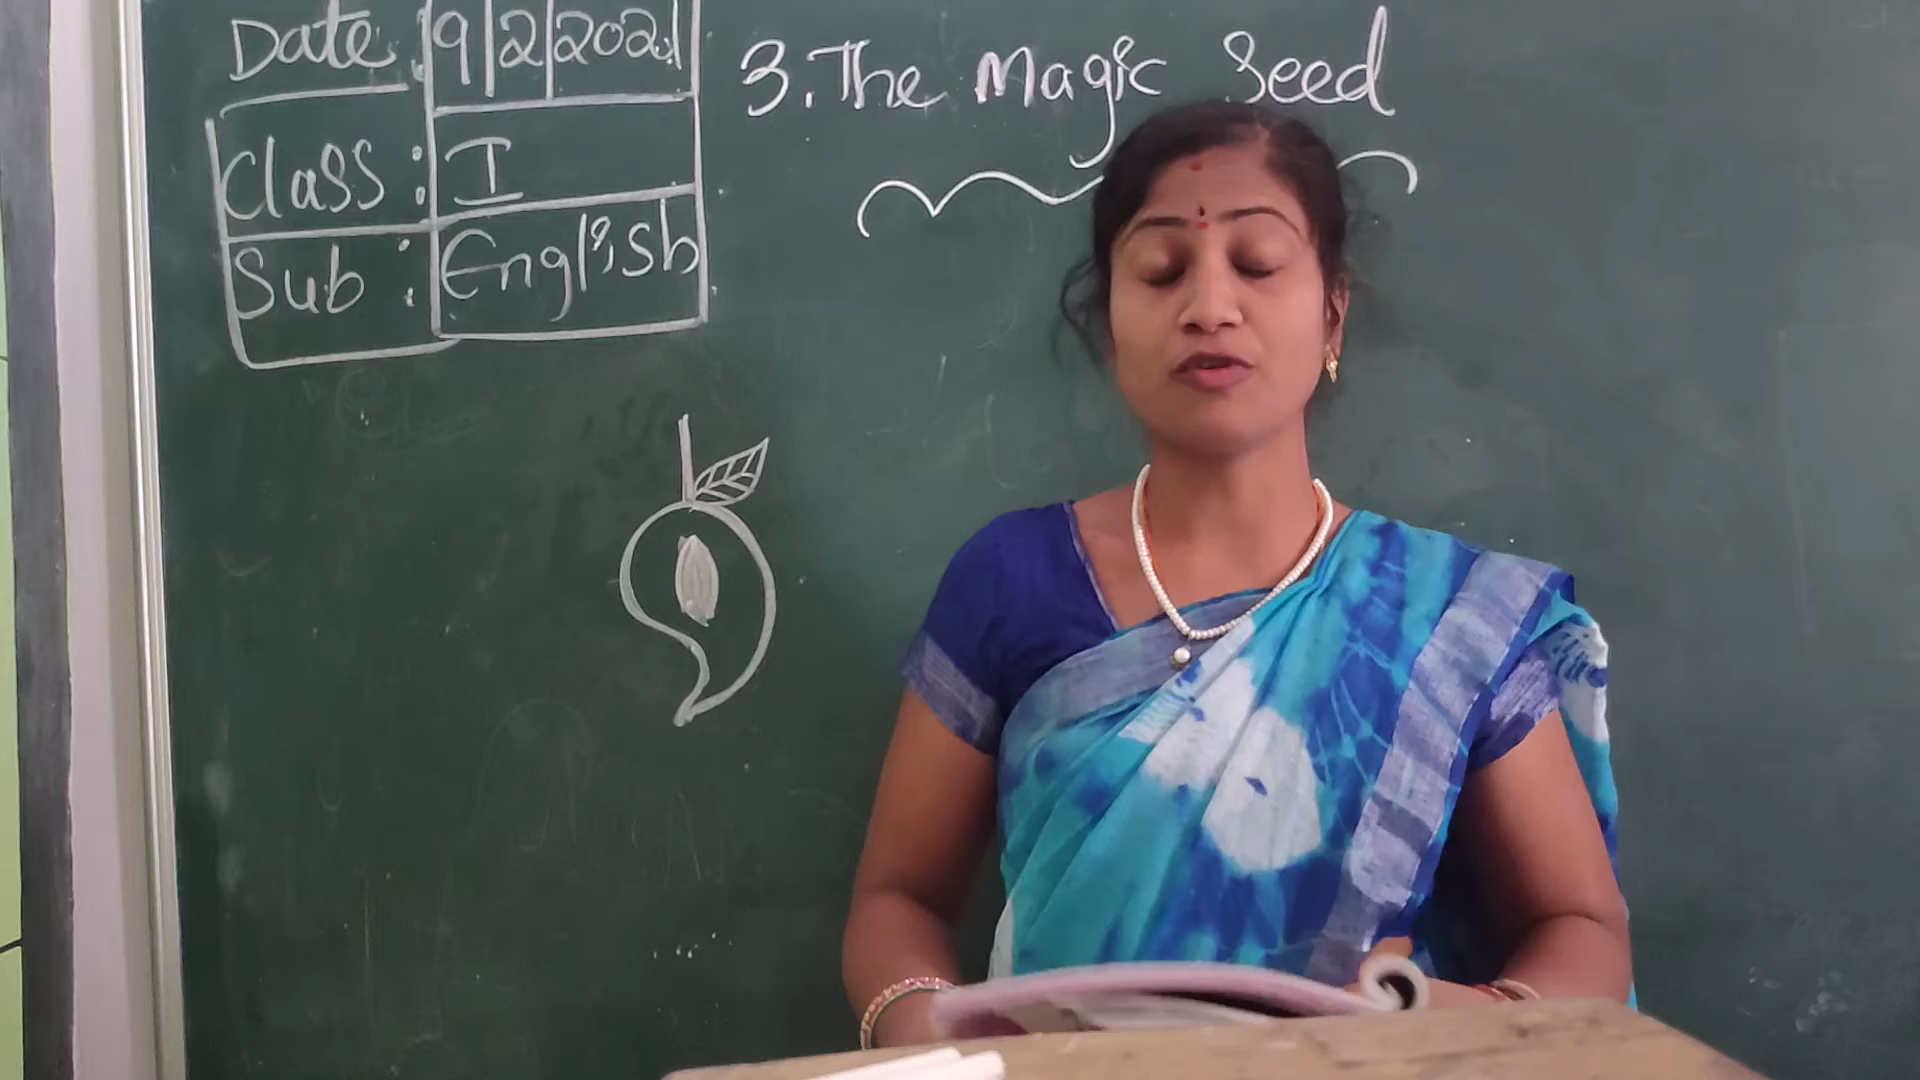 Date: 9/2/2021
3. The Magic Seed
Class: I
Sub: English